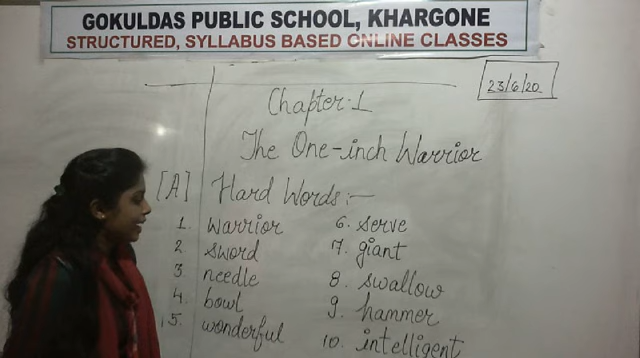 GOKULDAS PUBLIC SCHOOL, KHARGONE
STRUCTURED, SYLLABUS BASED ONLINE CLASSES
23/6/20
Chapter:1
The One-inch Warrior
[A] Hard Words:-
1. warrior
2 sword
3. needle
4. bowl
5. wonderful
6. serve
7. giant
8. swallow
9. hammer
10. intelligent